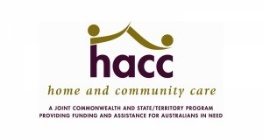 hacc
home and community care
A JOINT COMMONWEALTH AND STATE/TERRITORY PROGRAM
PROVIDING FUNDING AND ASSISTANCE FOR AUSTRALIANS IN NEED